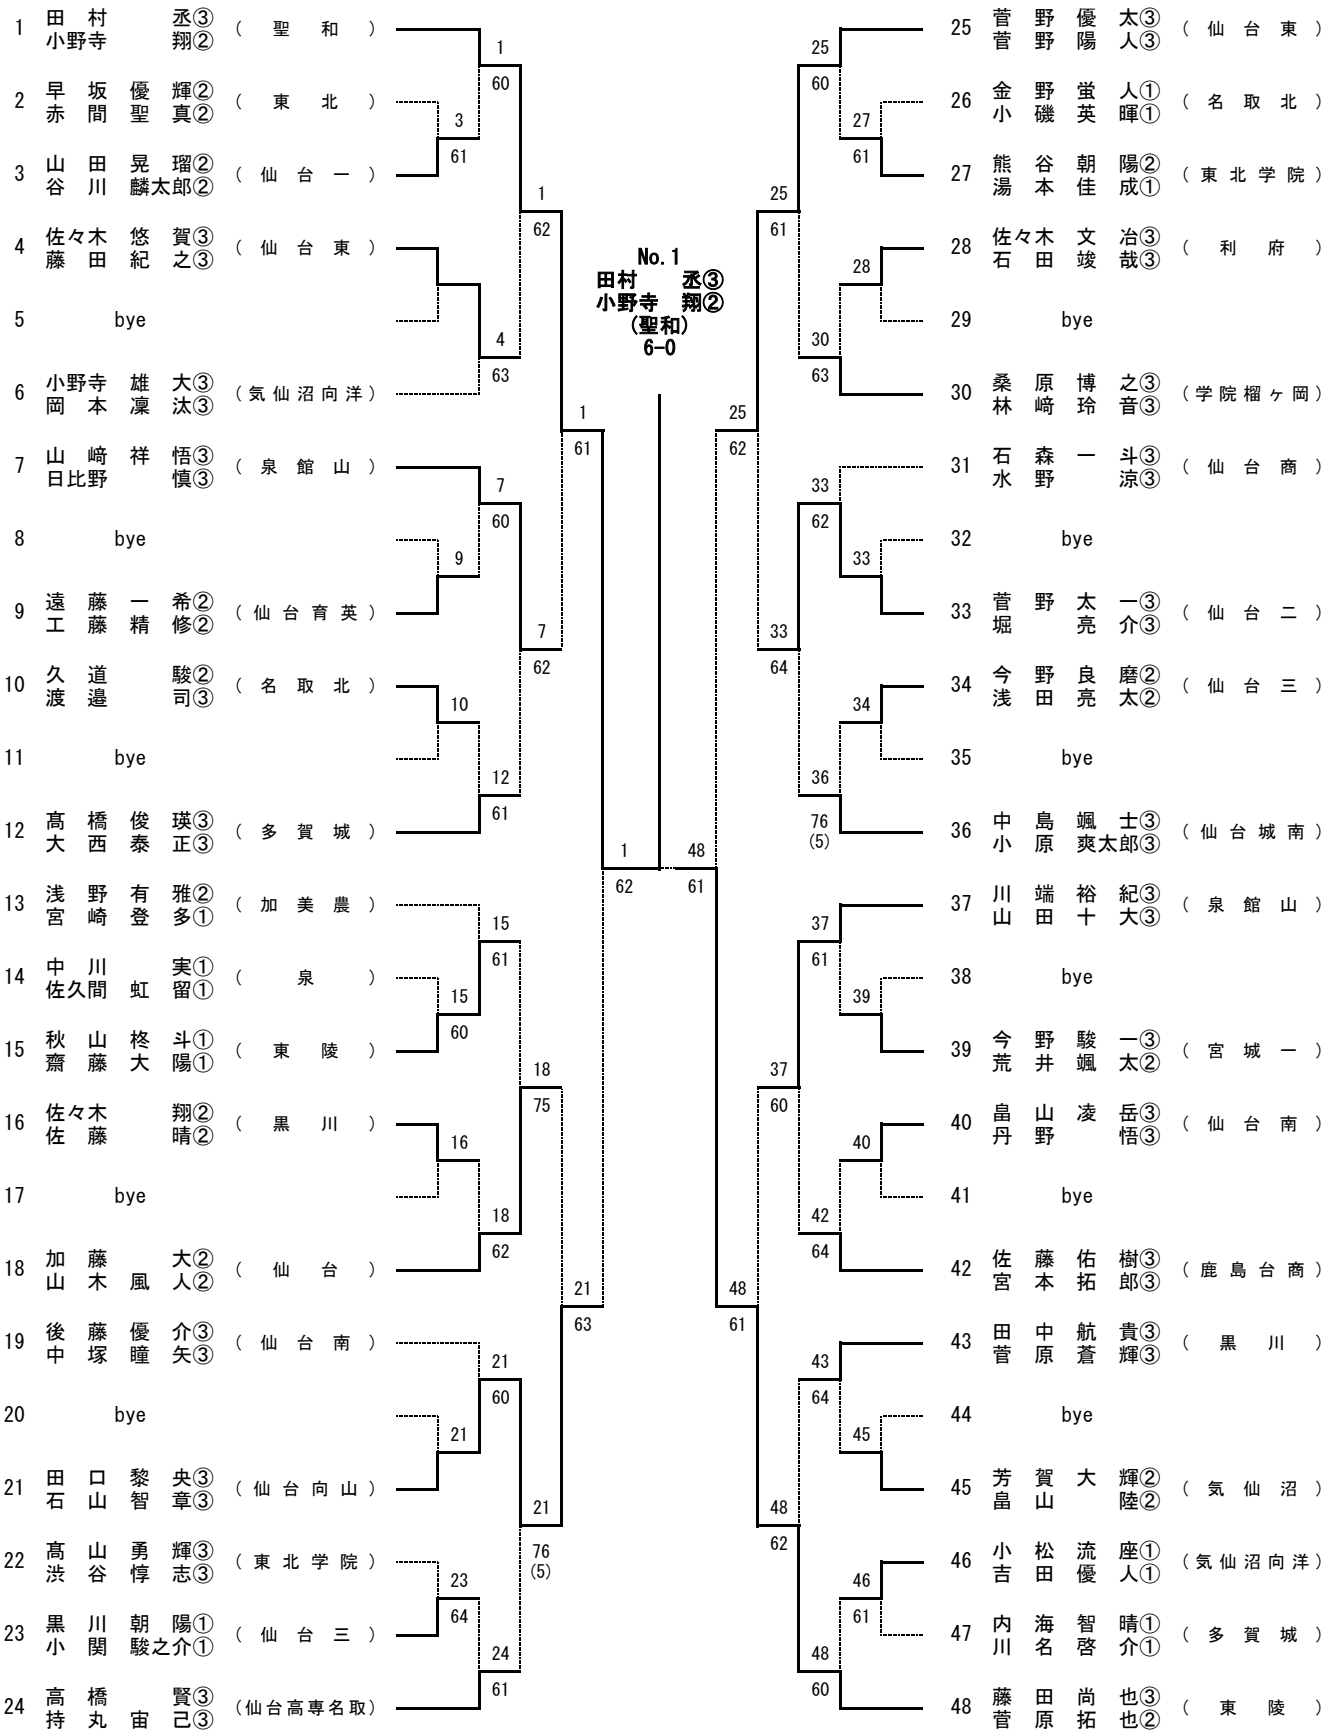 1 田村 丞③ 小野寺 翔② (聖和)
2 早坂優輝② 赤間聖真② (東北)
3 山田晃瑠② 谷川麟太郎② (仙台一)
4 佐々木悠賀③ 藤田紀之③ (仙台東)
5 bye
6 小野寺雄大③ 岡本凜汰③ (気仙沼向洋)
7 山﨑祥悟③ 日比野慎③ (泉館山)
8 bye
9 遠藤一希② 工藤精修② (仙台育英)
10 久道駿② 渡邉司③ (名取北)
11 bye
12 髙橋俊瑛③ 大西泰正③ (多賀城)
13 浅野有雅② 宮崎登多① (加美農)
14 中川実① 佐久間虹留① (泉)
15 秋山柊斗① 齋藤大陽① (東陵)
16 佐々木翔② 佐藤晴② (黒川)
17 bye
18 加藤大② 山木風人② (仙台)
19 後藤優介③ 中塚瞳矢③ (仙台南)
20 bye
21 田口黎央③ 石山智章③ (仙台向山)
22 髙山勇輝③ 渋谷惇志③ (東北学院)
23 黒川朝陽① 小関駿之介① (仙台三)
24 高橋賢③ 持丸宙己③ (仙台高専名取)
3
61
9
10
15
60
16
21
23
64
1
60
4
63
7
60
12
61
15
61
18
62
21
60
24
61
1
62
7
62
18
75
21
76
(5)
1
61
21
63
1
62
No.1
田村 丞③
小野寺 翔②
(聖和)
6-0
48
61
25
62
48
61
25
61
33
64
37
60
48
62
25
60
30
63
33
62
36
76
(5)
37
61
42
64
43
64
48
60
27
61
28
33
34
39
40
45
46
61
25 菅野優太③ 菅野陽人③ (仙台東)
26 金野蛍人① 小磯英暉① (名取北)
27 熊谷朝陽② 湯本佳成① (東北学院)
28 佐々木文冶③ 石田竣哉③ (利府)
29 bye
30 桑原博之③ 林﨑玲音③ (学院榴ヶ岡)
31 石森一斗③ 水野涼③ (仙台商)
32 bye
33 菅野太一③ 堀亮介③ (仙台二)
34 今野良磨② 浅田亮太② (仙台三)
35 bye
36 中島颯士③ 小原爽太郎③ (仙台城南)
37 川端裕紀③ 山田十大③ (泉館山)
38 bye
39 今野駿一③ 荒井颯太② (宮城一)
40 畠山凌岳③ 丹野悟③ (仙台南)
41 bye
42 佐藤佑樹③ 宮本拓郎③ (鹿島台商)
43 田中航貴③ 菅原蒼輝③ (黒川)
44 bye
45 芳賀大輝② 畠山陸② (気仙沼)
46 小松流座① 吉田優人① (気仙沼向洋)
47 内海智晴① 川名啓介① (多賀城)
48 藤田尚也③ 菅原拓也② (東陵)